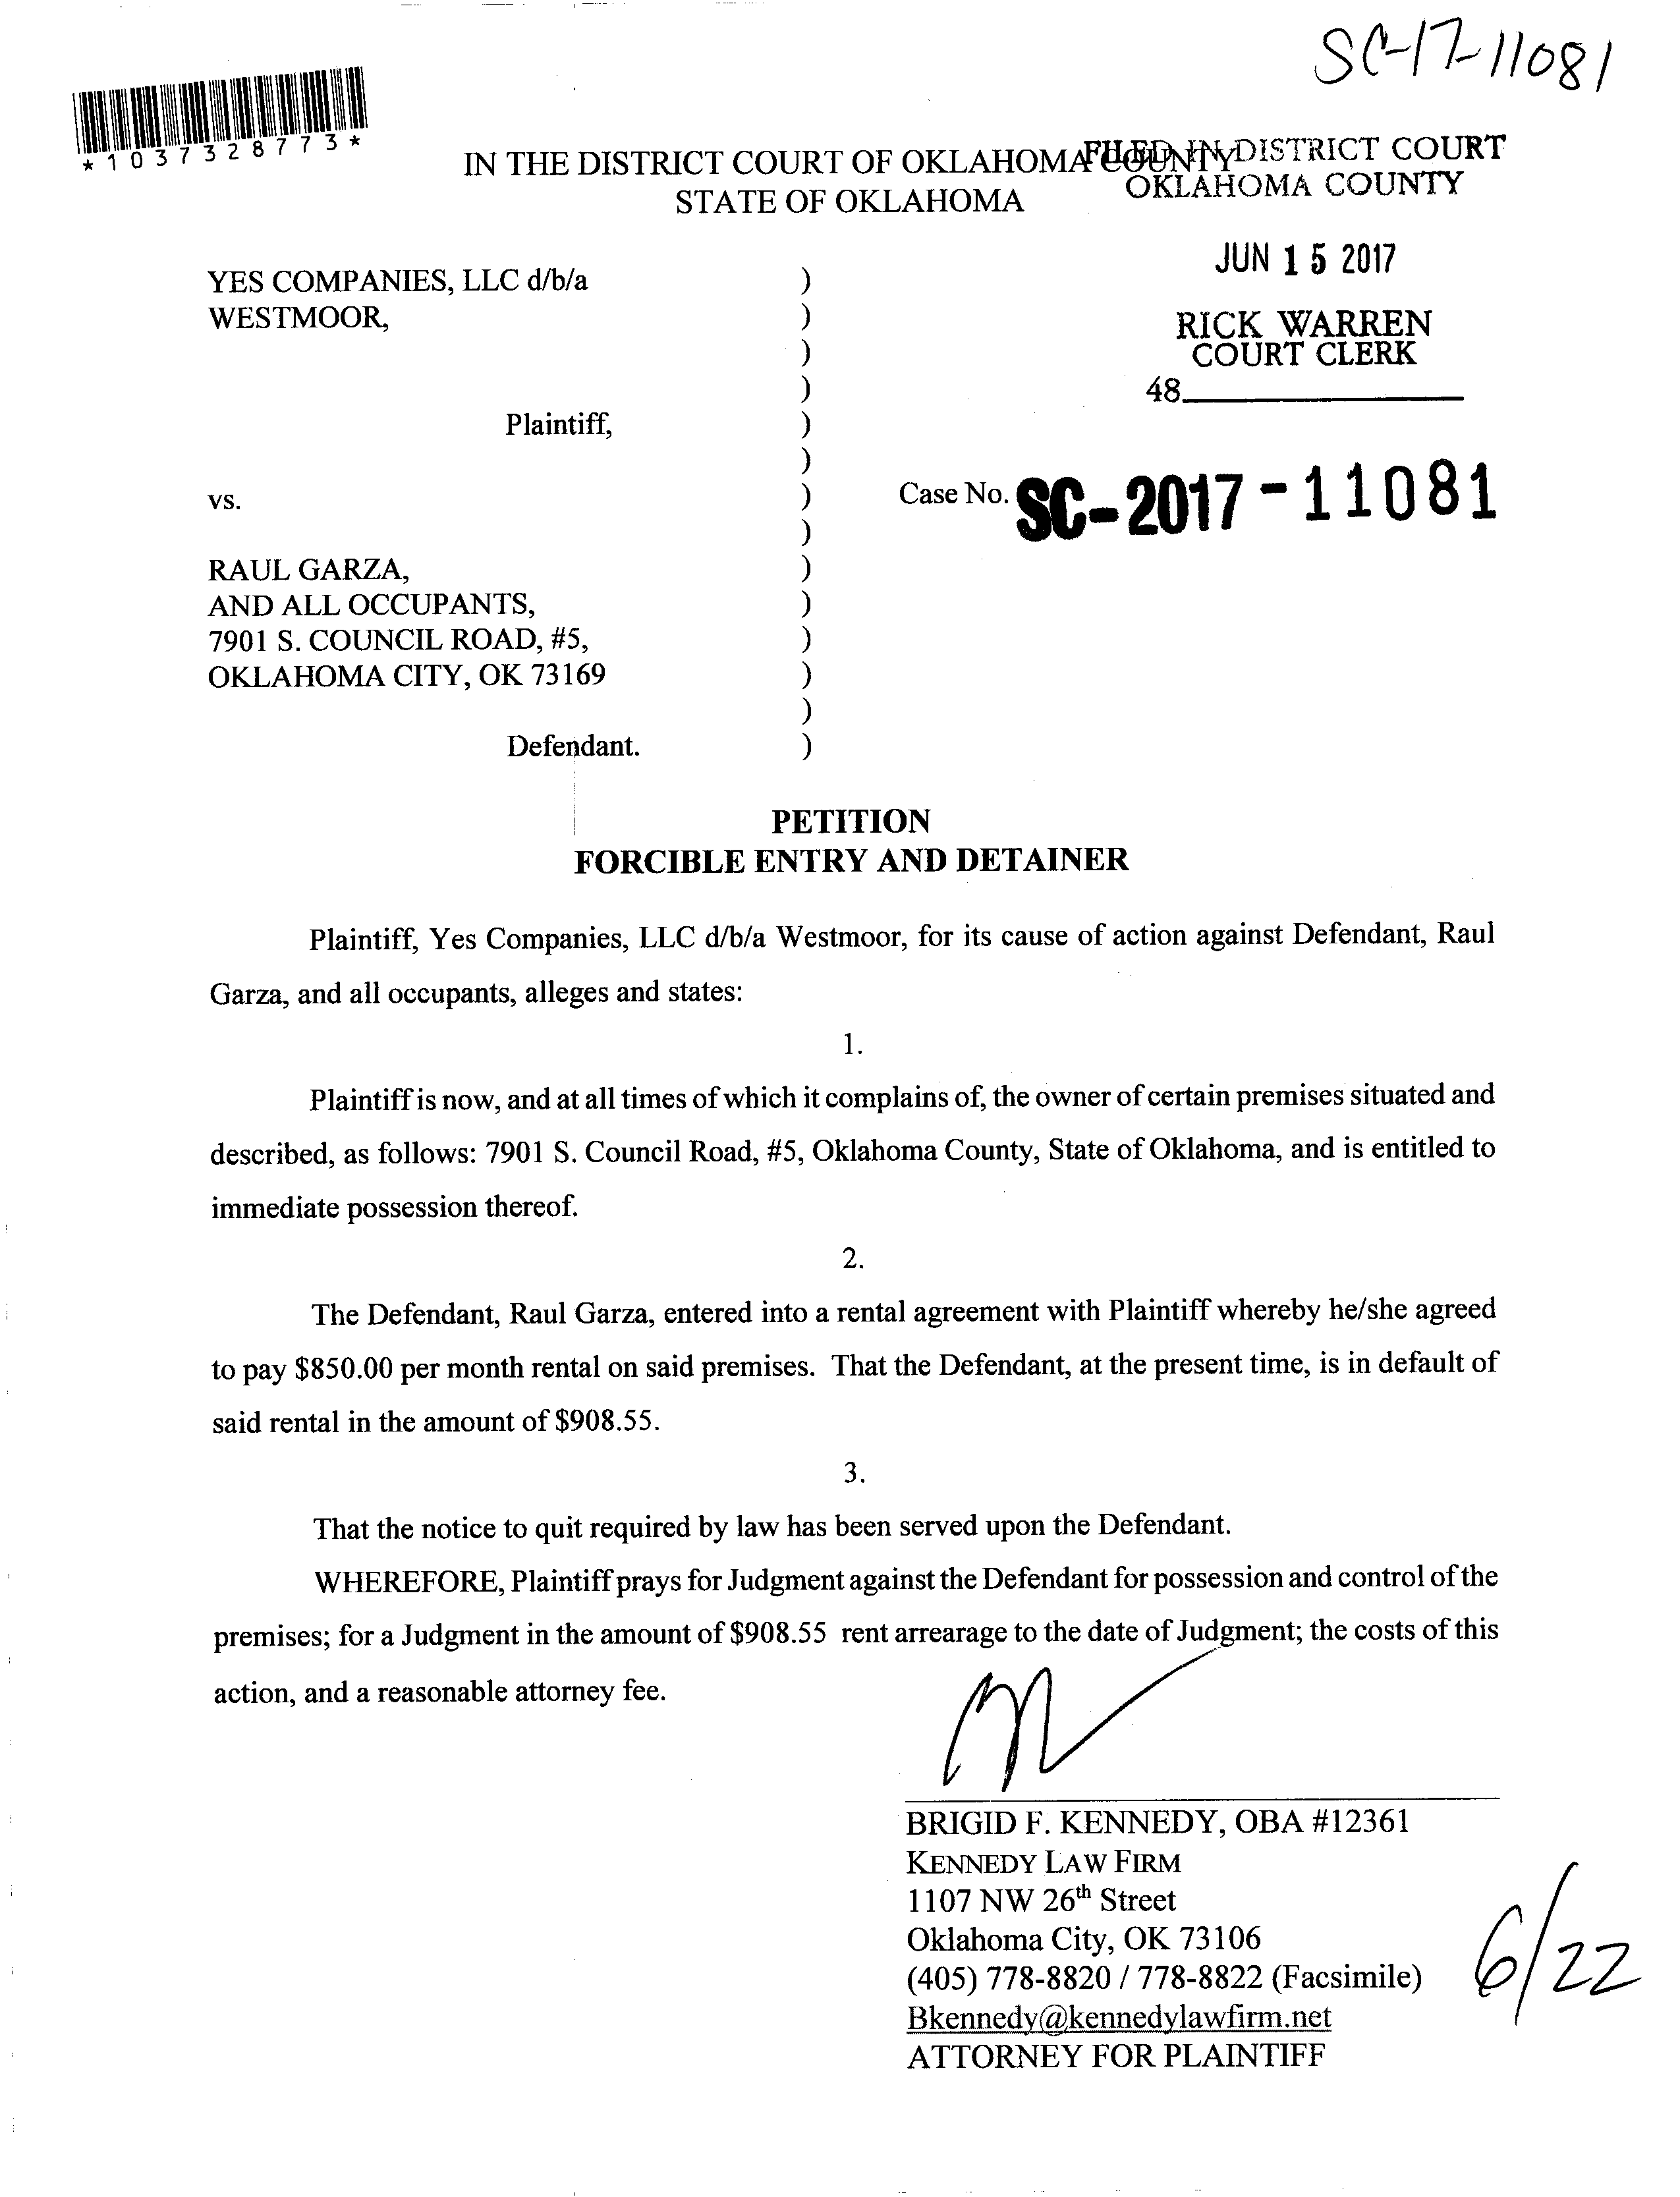 SC-17-11081
*1037328773*
IN THE DISTRICT COURT OF OKLAHOMA COUNTY
STATE OF OKLAHOMA
FILED IN DISTRICT COURT
OKLAHOMA COUNTY
JUN 15 2017
RICK WARREN
COURT CLERK
48
YES COMPANIES, LLC d/b/a )
WESTMOOR, )
)
)
Plaintiff, )
)
vs. )
)
RAUL GARZA, )
AND ALL OCCUPANTS, )
7901 S. COUNCIL ROAD, #5, )
OKLAHOMA CITY, OK 73169 )
)
Defendant. )
Case No. SC-2017-11081
PETITION
FORCIBLE ENTRY AND DETAINER
Plaintiff, Yes Companies, LLC d/b/a Westmoor, for its cause of action against Defendant, Raul
Garza, and all occupants, alleges and states:
1.
Plaintiff is now, and at all times of which it complains of, the owner of certain premises situated and
described, as follows: 7901 S. Council Road, #5, Oklahoma County, State of Oklahoma, and is entitled to
immediate possession thereof.
2.
The Defendant, Raul Garza, entered into a rental agreement with Plaintiff whereby he/she agreed
to pay $850.00 per month rental on said premises. That the Defendant, at the present time, is in default of
said rental in the amount of $908.55.
3.
That the notice to quit required by law has been served upon the Defendant.
WHEREFORE, Plaintiff prays for Judgment against the Defendant for possession and control of the
premises; for a Judgment in the amount of $908.55 rent arrearage to the date of Judgment; the costs of this
action, and a reasonable attorney fee.
BRIGID F. KENNEDY, OBA #12361
KENNEDY LAW FIRM
1107 NW 26th Street
Oklahoma City, OK 73106
(405) 778-8820 / 778-8822 (Facsimile)
Bkennedy@kennedylawfirm.net
ATTORNEY FOR PLAINTIFF
6/22